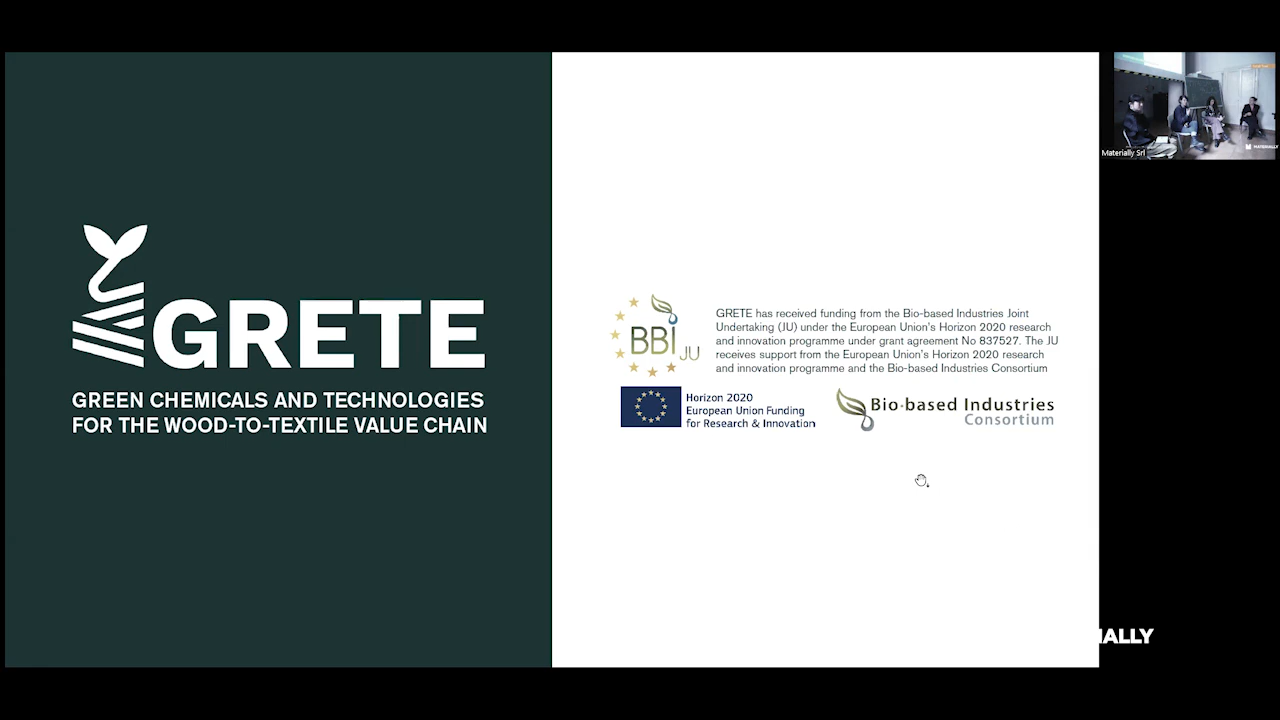 GRETE
GREEN CHEMICALS AND TECHNOLOGIES
FOR THE WOOD-TO-TEXTILE VALUE CHAIN
BBI JU
GRETE has received funding from the Bio-based Industries Joint
Undertaking (JU) under the European Union's Horizon 2020 research
and innovation programme under grant agreement No 837527. The JU
receives support from the European Union's Horizon 2020 research
and innovation programme and the Bio-based Industries Consortium
Horizon 2020
European Union Funding
for Research & Innovation
Bio-based Industries
Consortium
Materially Srl
MATERIALLY
IALLY